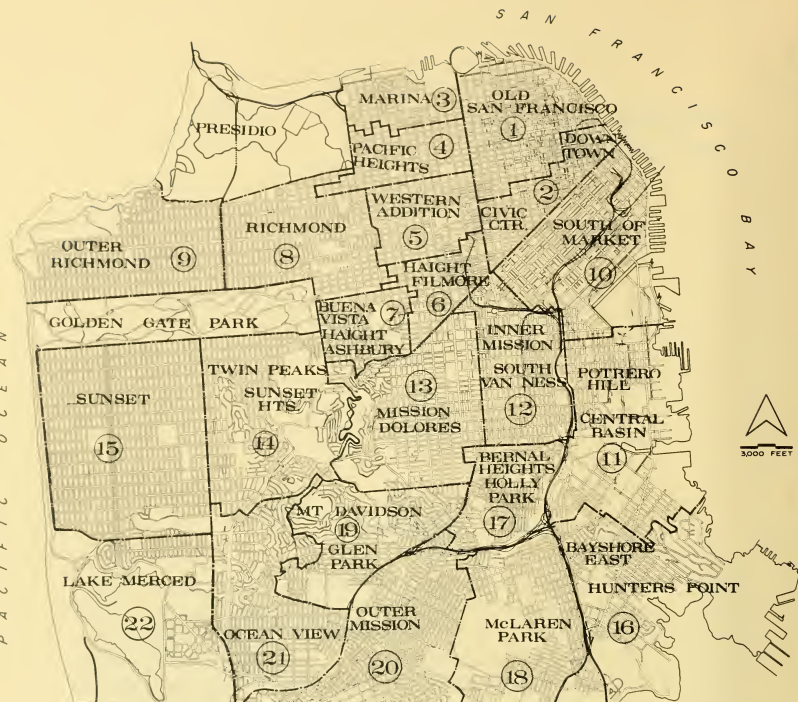 SAN FRANCISCO BAY
MARINA 3
OLD
SAN FRANCISCO
1
PRESIDIO
4
PACIFIC
HEIGHTS
DOWN
TOWN
2
WESTERN
ADDITION
5
CIVIC
CTR.
SOUTH OF
MARKET
10
RICHMOND
8
OUTER
RICHMOND 9
HAIGHT
FILMORE
6
BUENA
VISTA 7
HAIGHT
ASHBURY
GOLDEN GATE PARK
INNER
MISSION
TWIN PEAKS
SUNSET
HTS.
14
SUNSET
15
13
MISSION
DOLORES
SOUTH
VAN NESS
12
POTRERO
HILL
CENTRAL
BASIN
11
3,000 FEET
PACIFIC OCEAN
BERNAL
HEIGHTS
HOLLY
PARK
17
MT DAVIDSON
19
GLEN
PARK
BAYSHORE
EAST
HUNTERS POINT
16
LAKE MERCED
22
OUTER
MISSION
20
OCEAN VIEW
21
McLAREN
PARK
18